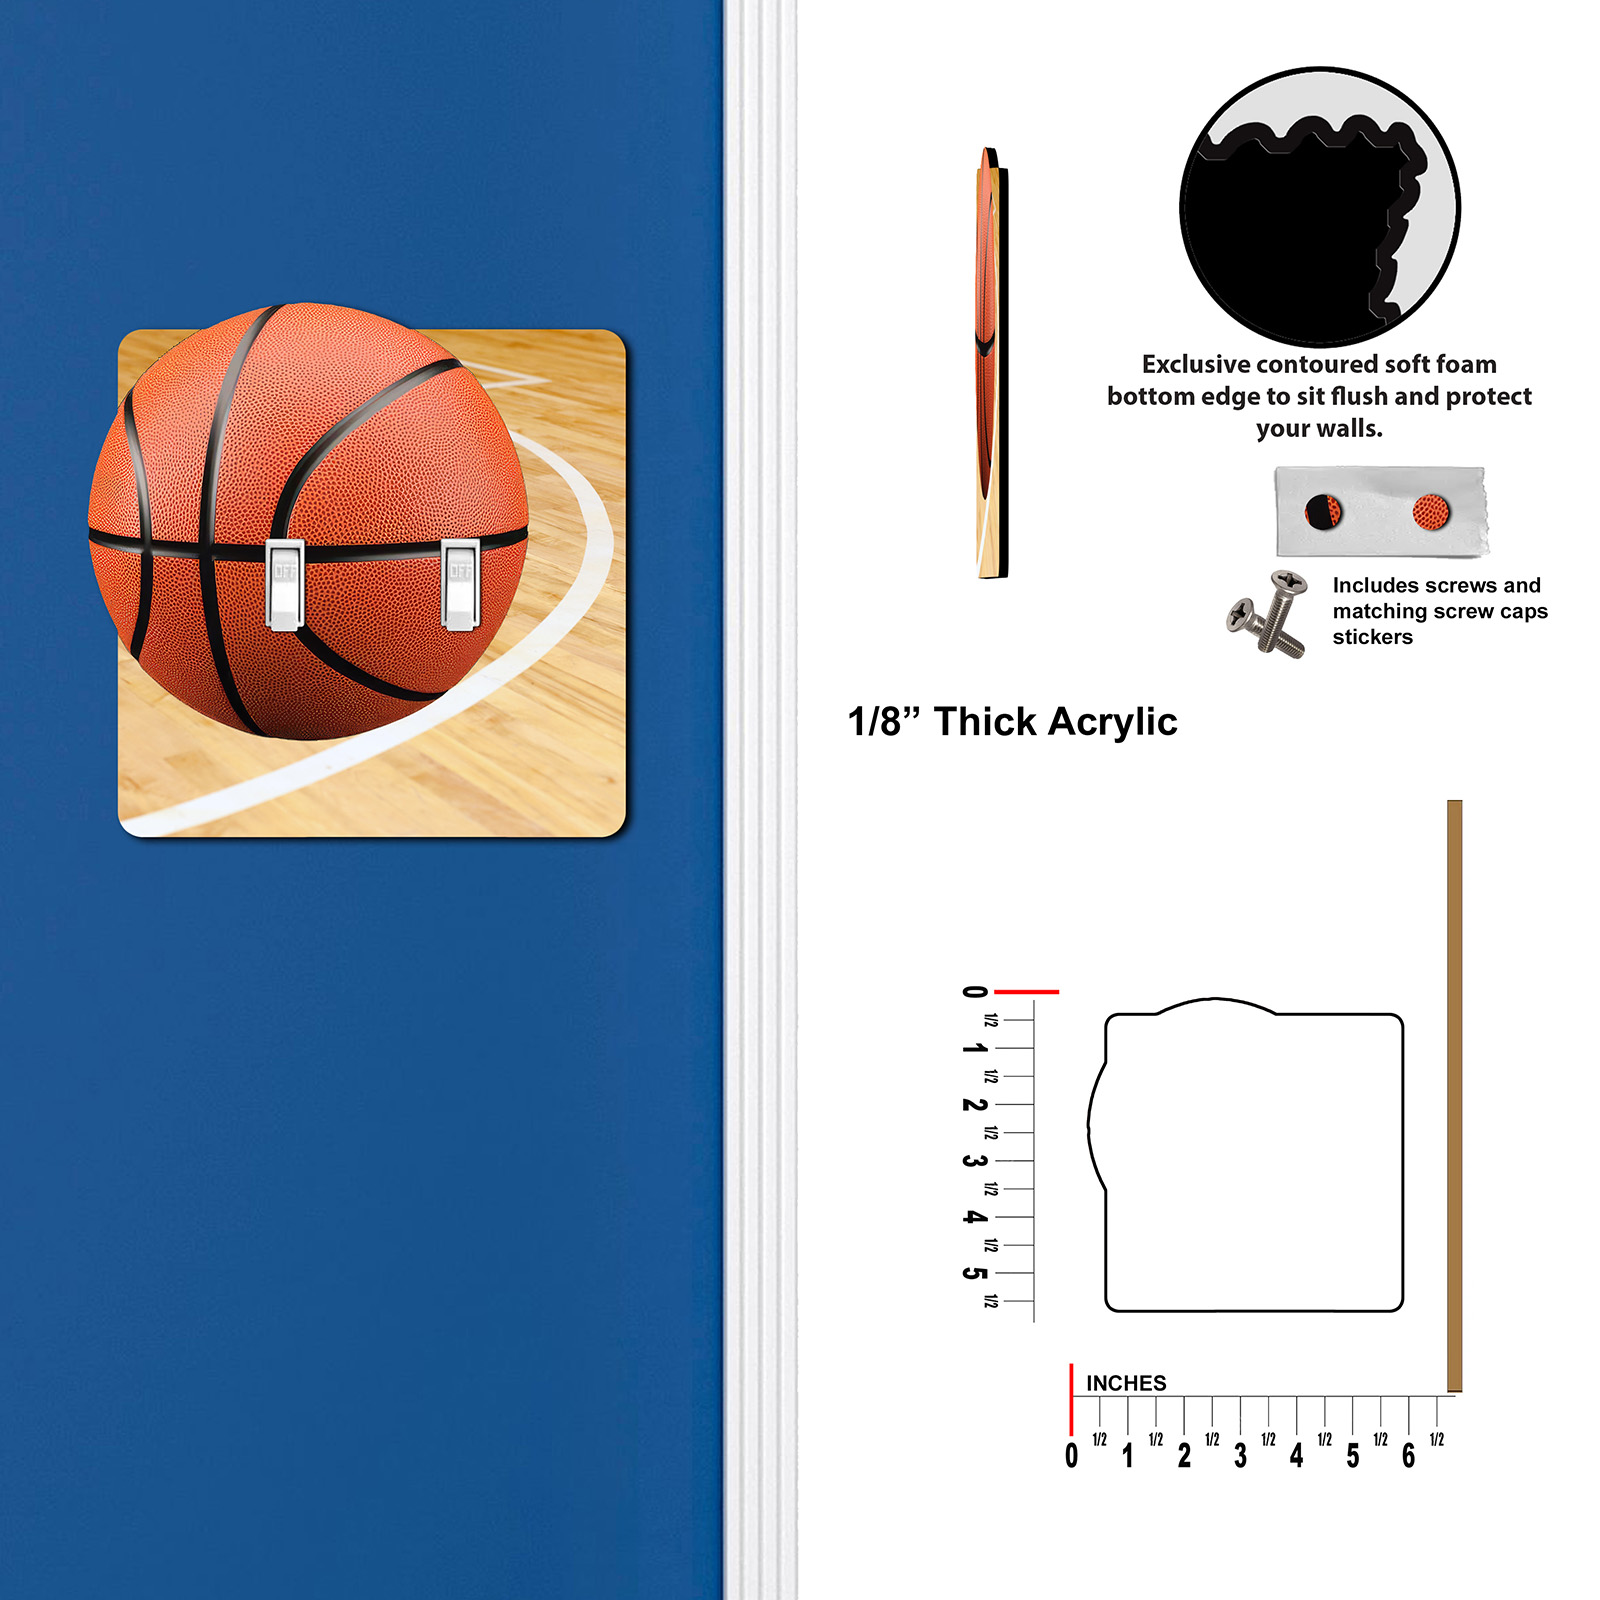 OFF OFF
Exclusive contoured soft foam
bottom edge to sit flush and protect
your walls.
Includes screws and
matching screw caps
stickers
1/8” Thick Acrylic
0
1/2
1
1/2
2
1/2
3
1/2
4
1/2
5
1/2
INCHES
0 1/2 1 1/2 2 1/2 3 1/2 4 1/2 5 1/2 6 1/2